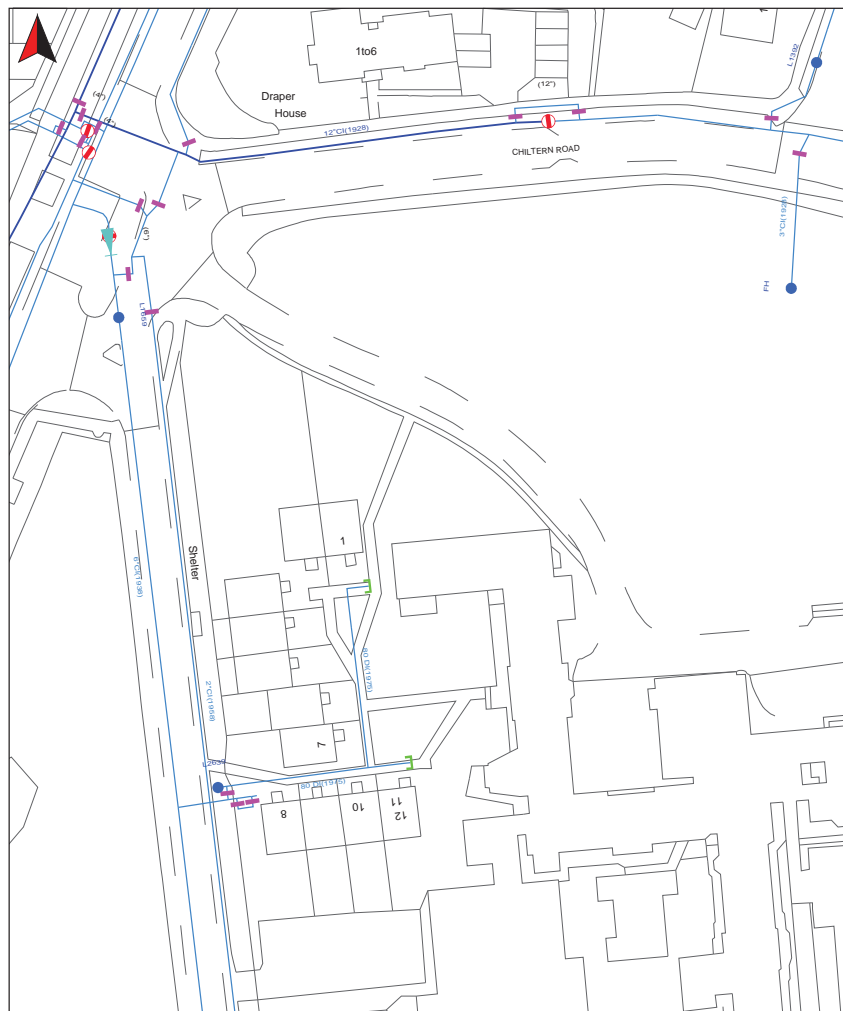 1to6
L1392
(12")
(4")
Draper
House
12"CI(1928)
CHILTERN ROAD
3"CI(1928)
(6")
FH
L1659
1
Shelter
6"CI(1938)
80 DI(1975)
2"CI(1958)
7
L2639
80 DI(1975)
8
10
11
12